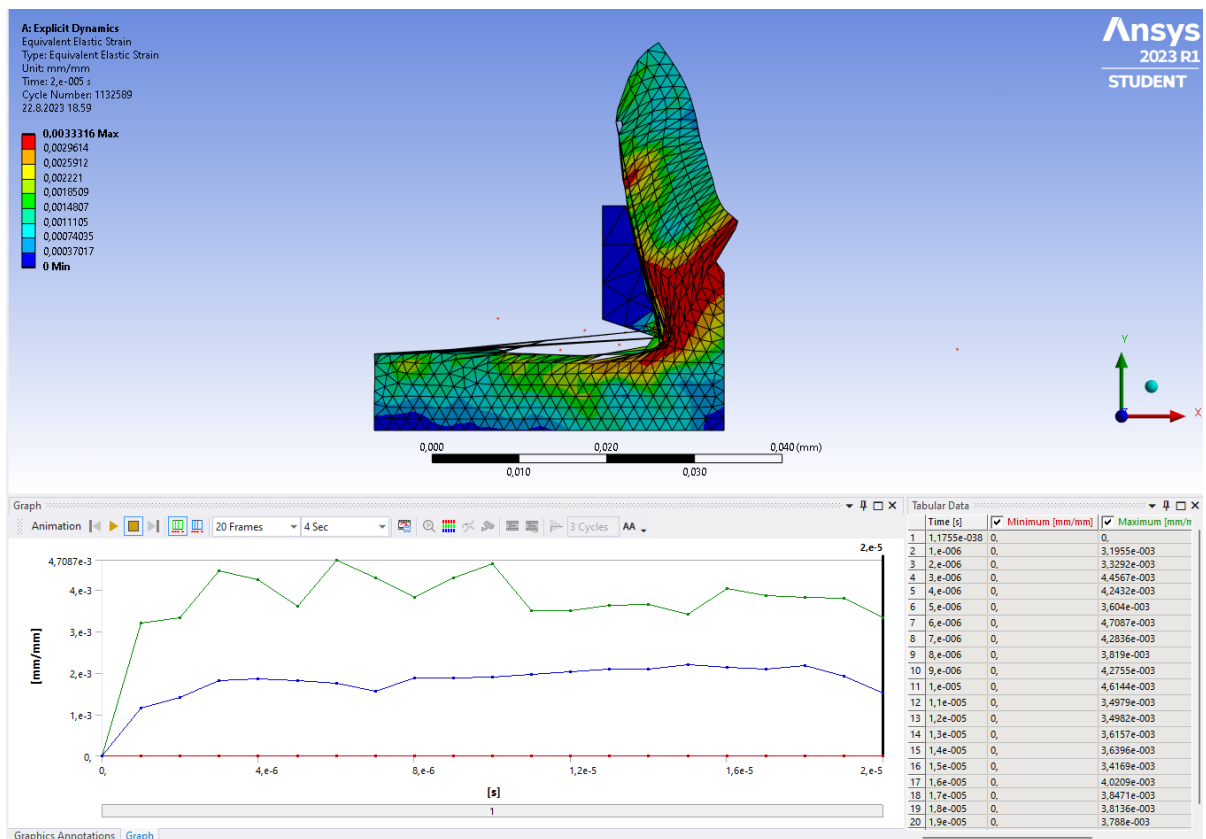 A: Explicit Dynamics
Equivalent Elastic Strain
Type: Equivalent Elastic Strain
Unit: mm/mm
Time: 2,e-005 s
Cycle Number: 1132589
22.8.2023 18.59
0,0033316 Max
0,0029614
0,0025912
0,002221
0,0018509
0,0014807
0,0011105
0,00074035
0,00037017
0 Min
Ansys
2023 R1
STUDENT
Y
X
Z
0,000
0,020
0,040 (mm)
0,010
0,030
Graph
Animation
20 Frames
4 Sec
3 Cycles
AA
2,e-5
4,7087e-3
4,e-3
3,e-3
2,e-3
1,e-3
0,
[mm/mm]
0,
4,e-6
8,e-6
1,2e-5
1,6e-5
2,e-5
[s]
1
Graphics Annotations
Graph
Tabular Data
Time [s] Minimum [mm/mm] Maximum [mm/m
1 1,1755e-038 0, 0,
2 1,e-006 0, 3,1955e-003
3 2,e-006 0, 3,3292e-003
4 3,e-006 0, 4,4567e-003
5 4,e-006 0, 4,2432e-003
6 5,e-006 0, 3,604e-003
7 6,e-006 0, 4,7087e-003
8 7,e-006 0, 4,2836e-003
9 8,e-006 0, 3,819e-003
10 9,e-006 0, 4,2755e-003
11 1,e-005 0, 4,6144e-003
12 1,1e-005 0, 3,4979e-003
13 1,2e-005 0, 3,4982e-003
14 1,3e-005 0, 3,6157e-003
15 1,4e-005 0, 3,6396e-003
16 1,5e-005 0, 3,4169e-003
17 1,6e-005 0, 4,0209e-003
18 1,7e-005 0, 3,8471e-003
19 1,8e-005 0, 3,8136e-003
20 1,9e-005 0, 3,788e-003